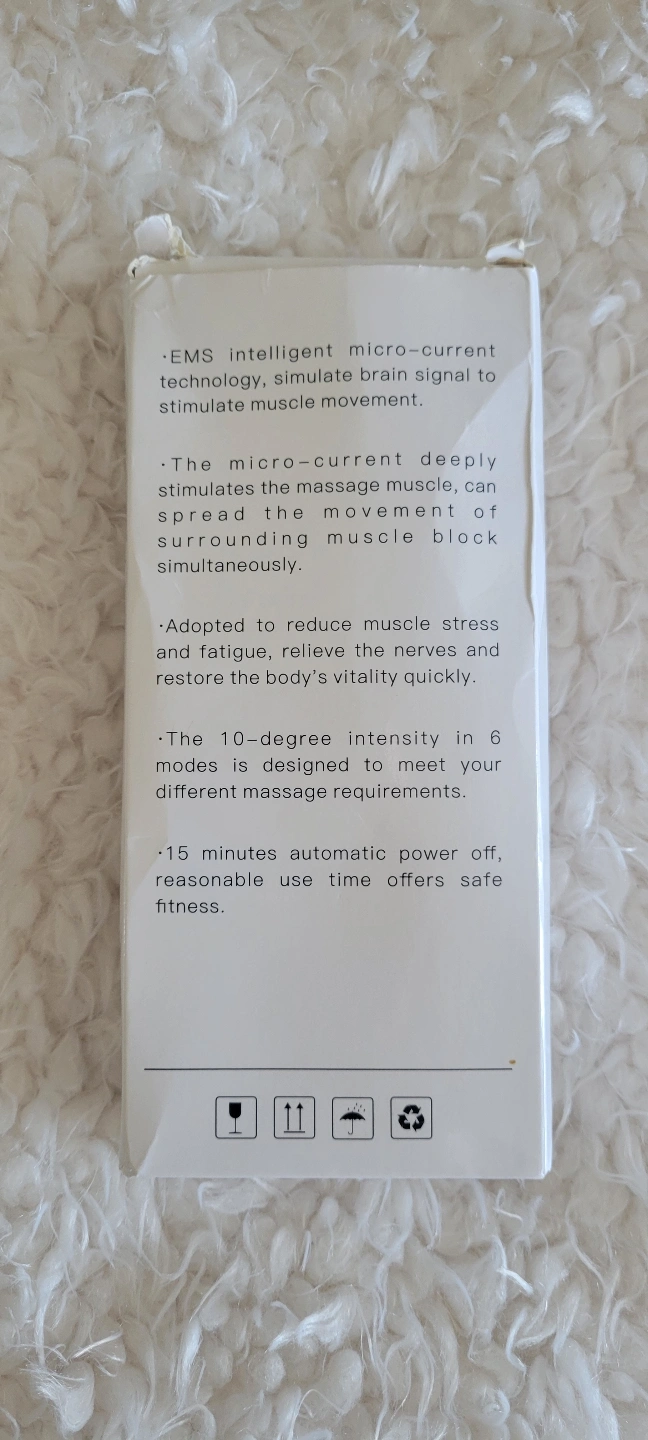 ·EMS intelligent micro-current
technology, simulate brain signal to
stimulate muscle movement.
·The micro-current deeply
stimulates the massage muscle, can
spread the movement of
surrounding muscle block
simultaneously.
·Adopted to reduce muscle stress
and fatigue, relieve the nerves and
restore the body's vitality quickly.
·The 10-degree intensity in 6
modes is designed to meet your
different massage requirements.
·15 minutes automatic power off,
reasonable use time offers safe
fitness.